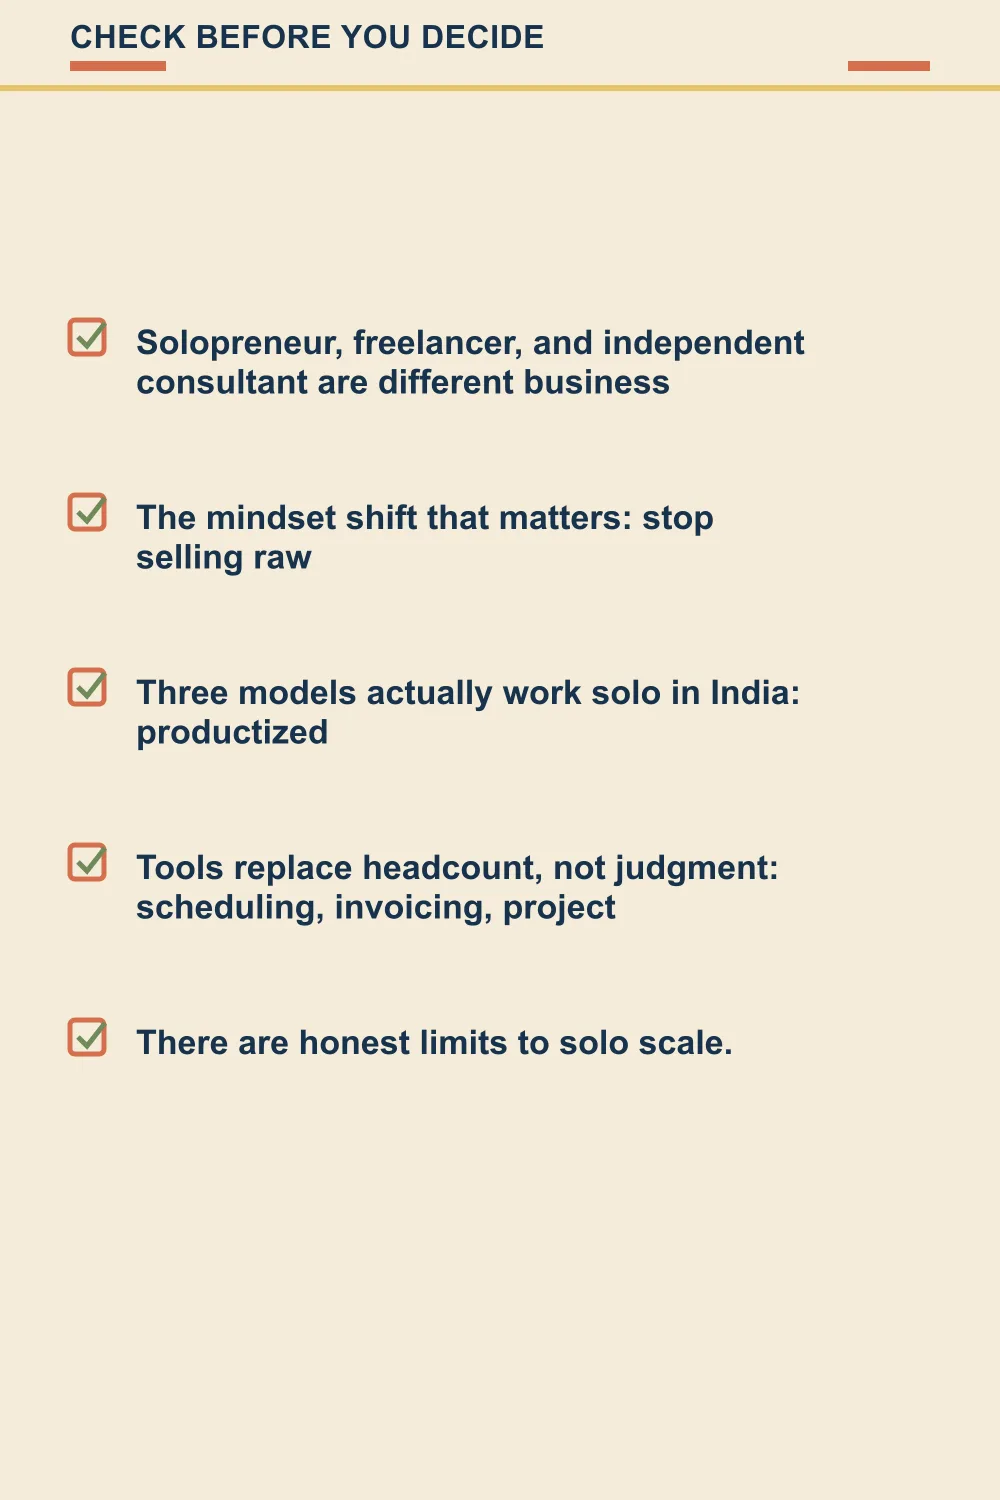 CHECK BEFORE YOU DECIDE
Solopreneur, freelancer, and independent
consultant are different business
The mindset shift that matters: stop
selling raw
Three models actually work solo in India:
productized
Tools replace headcount, not judgment:
scheduling, invoicing, project
There are honest limits to solo scale.